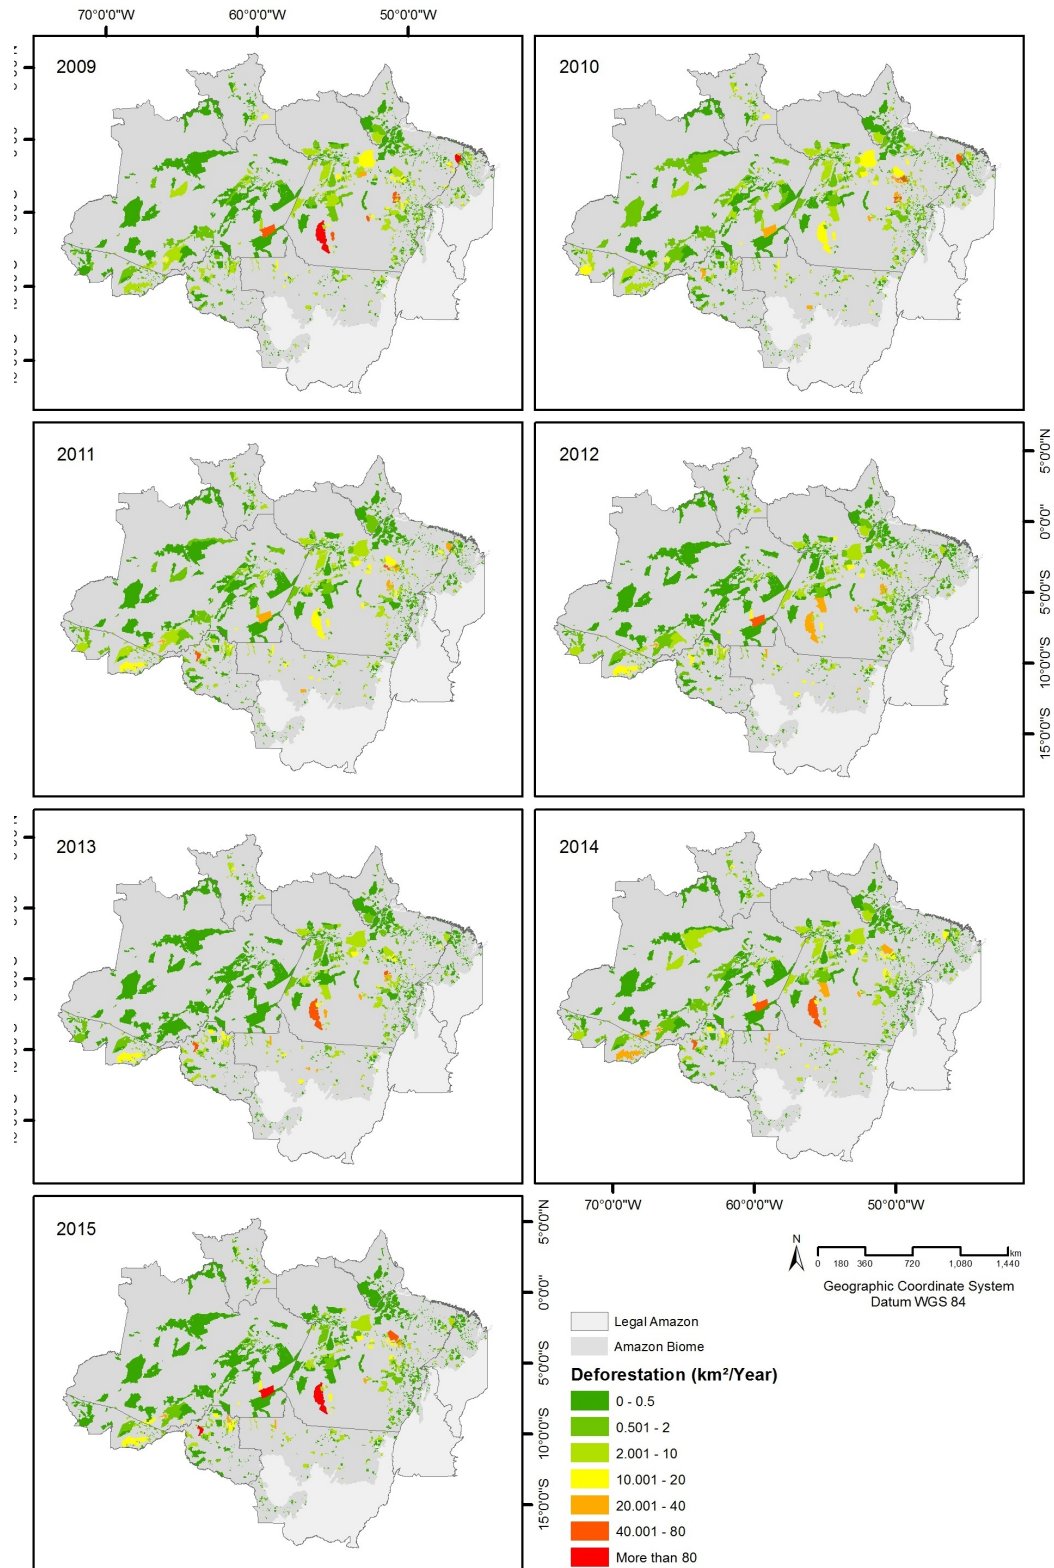 70°0'0"W 60°0'0"W 50°0'0"W
2009
2010
2011
2012
5°0'0"N
0°0'0"
5°0'0"S
10°0'0"S
15°0'0"S
2013
2014
70°0'0"W 60°0'0"W 50°0'0"W
2015
5°0'0"N
0°0'0"
5°0'0"S
10°0'0"S
15°0'0"S
N
0 180 360 720 1,080 1,440 km
Geographic Coordinate System
Datum WGS 84
Legal Amazon
Amazon Biome
Deforestation (km²/Year)
0 - 0.5
0.501 - 2
2.001 - 10
10.001 - 20
20.001 - 40
40.001 - 80
More than 80